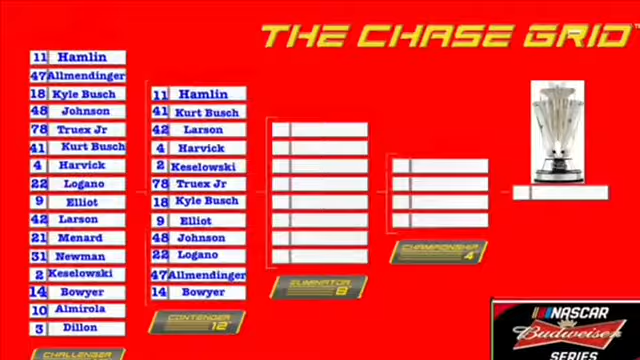 THE CHASE GRID™
11 Hamlin
47 Allmendinger
18 Kyle Busch
48 Johnson
78 Truex Jr
41 Kurt Busch
4 Harvick
22 Logano
9 Elliot
42 Larson
21 Menard
31 Newman
2 Keselowski
14 Bowyer
10 Almirola
3 Dillon
CHALLENGER
11 Hamlin
41 Kurt Busch
42 Larson
4 Harvick
2 Keselowski
78 Truex Jr
18 Kyle Busch
9 Elliot
48 Johnson
22 Logano
47 Allmendinger
14 Bowyer
CONTENDER
12
ELIMINATOR
8
CHAMPIONSHIP
4
NASCAR
Budweiser
SERIES